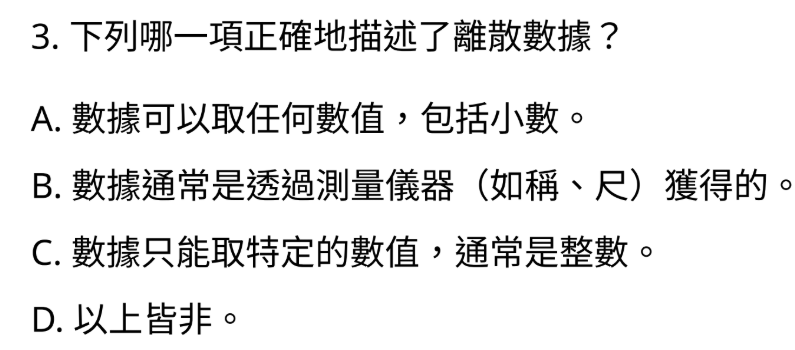 3. 下列哪一項正確地描述了離散數據？
A. 數據可以取任何數值，包括小數。
B. 數據通常是透過測量儀器（如稱、尺）獲得的。
C. 數據只能取特定的數值，通常是整數。
D. 以上皆非。